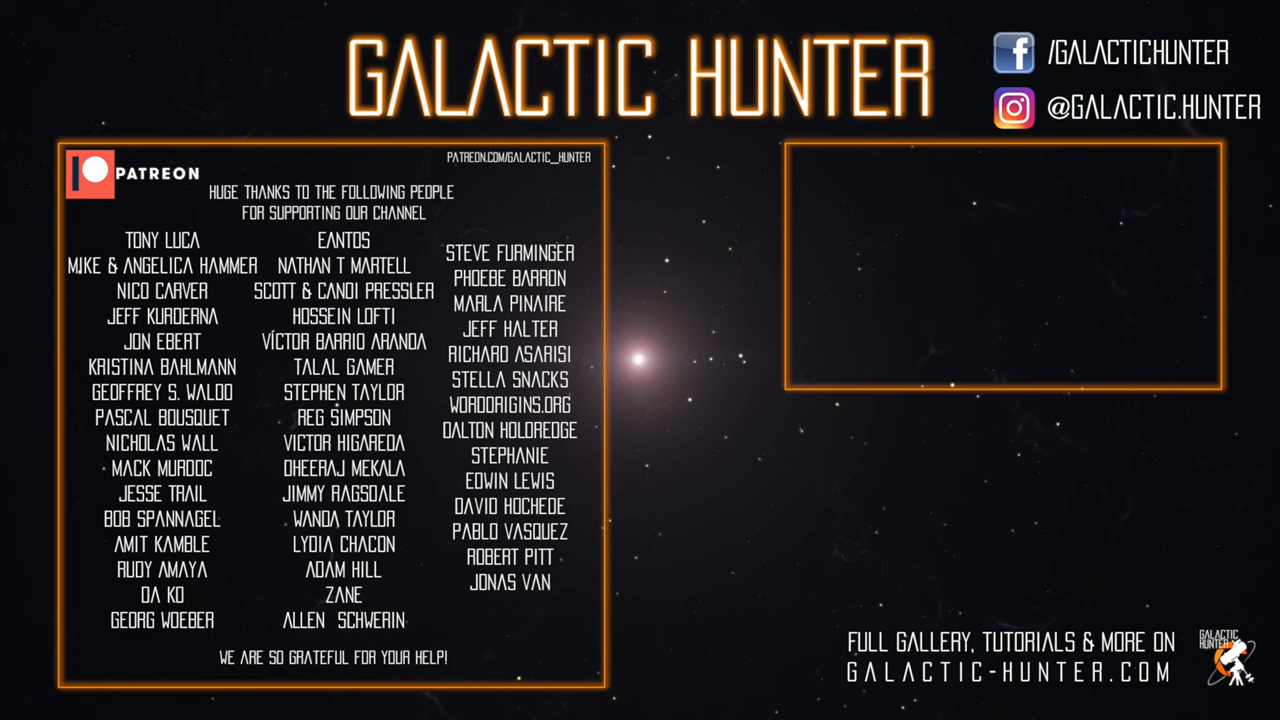 GALACTIC HUNTER
/GALACTICHUNTER
@GALACTIC.HUNTER
PATREON
PATREON.COM/GALACTIC_HUNTER
HUGE THANKS TO THE FOLLOWING PEOPLE
FOR SUPPORTING OUR CHANNEL
TONY LUCA
MIKE & ANGELICA HAMMER
NICO CARVER
JEFF KURDERNA
JON EBERT
KRISTINA BAHLMANN
GEOFFREY S. WALDO
PASCAL BOUSQUET
NICHOLAS WALL
MACK MURDOC
JESSE TRAIL
BOB SPANNAGEL
AMIT KAMBLE
RUDY AMAYA
DA KO
GEORG WOEBER
EANTOS
NATHAN T MARTELL
SCOTT & CANDI PRESSLER
HOSSEIN LOFTI
VÍCTOR BARRIO ARANDA
TALAL GAMER
STEPHEN TAYLOR
REG SIMPSON
VICTOR HIGAREDA
DHEERAJ MEKALA
JIMMY RAGSDALE
WANDA TAYLOR
LYDIA CHACON
ADAM HILL
ZANE
ALLEN SCHWERIN
STEVE FURMINGER
PHOEBE BARRON
MARLA PINAIRE
JEFF HALTER
RICHARD ASARISI
STELLA SNACKS
WORDORIGINS.ORG
DALTON HOLDREDGE
STEPHANIE
EDWIN LEWIS
DAVID HOCHEDE
PABLO VASQUEZ
ROBERT PITT
JONAS VAN
WE ARE SO GRATEFUL FOR YOUR HELP!
FULL GALLERY, TUTORIALS & MORE ON
GALACTIC-HUNTER.COM
GALACTIC
HUNTER